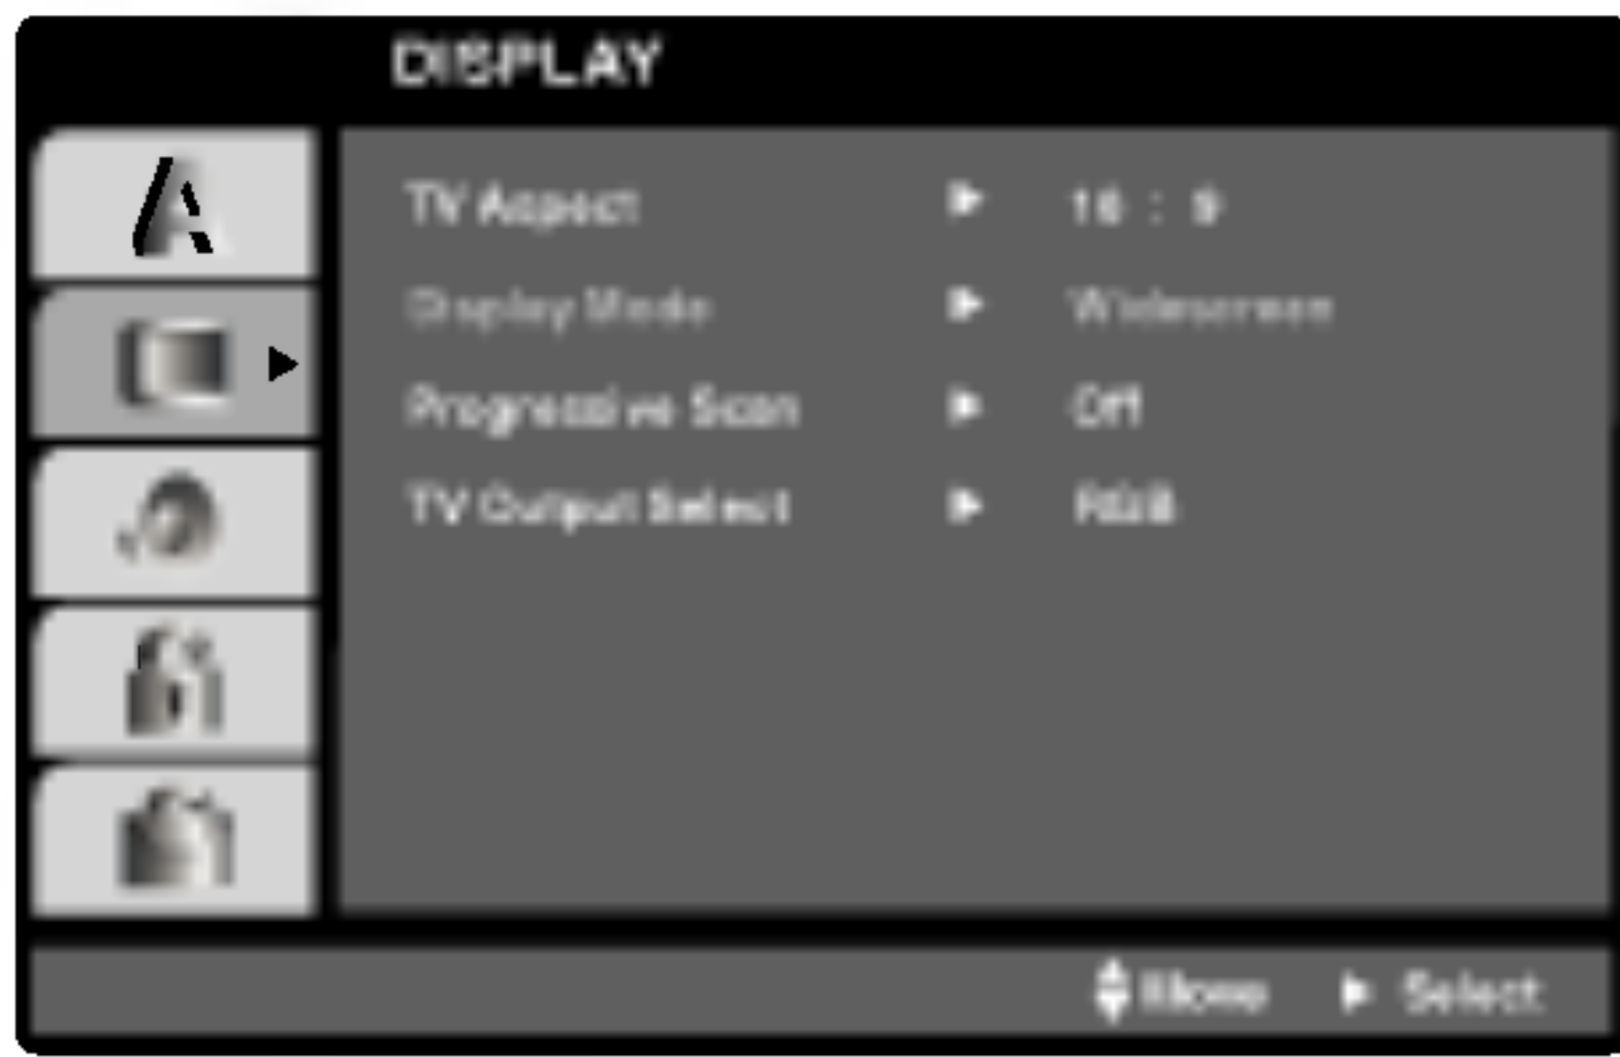 DISPLAY
TV Aspect 16 : 9
Display Mode Widescreen
Progressive Scan Off
TV Output Select RGB
Move Select